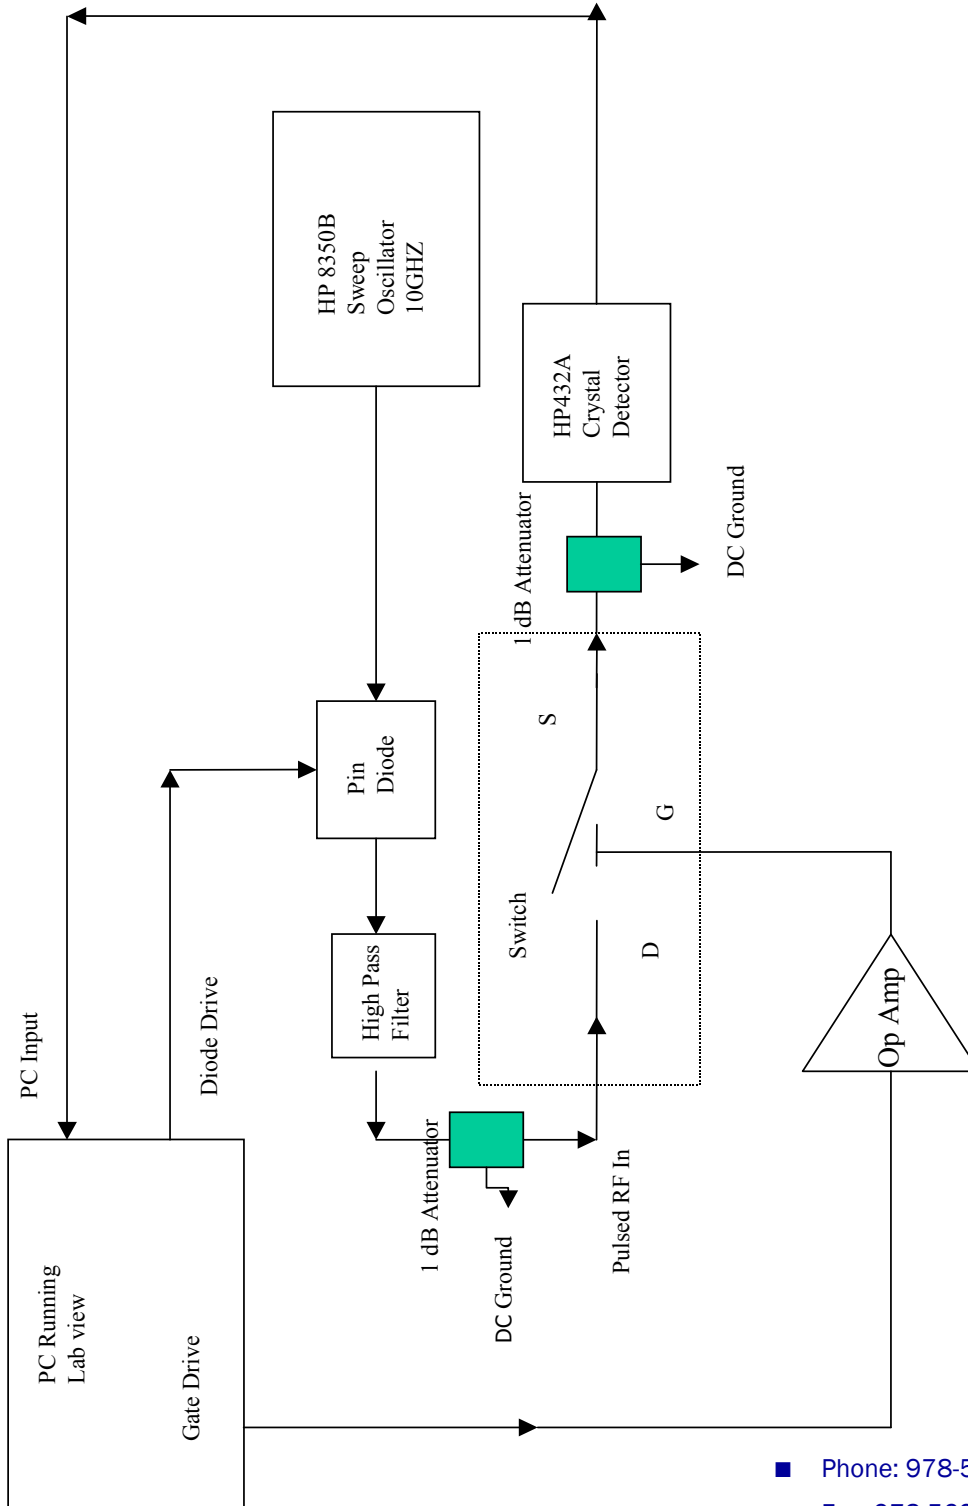 PC Running
Lab view
Gate Drive
PC Input
Diode Drive
HP 8350B
Sweep
Oscillator
10GHZ
Pin
Diode
High Pass
Filter
1 dB Attenuator
DC Ground
Pulsed RF In
Switch
D
G
S
1 dB Attenuator
DC Ground
HP432A
Crystal
Detector
Op Amp
■ Phone: 978-5